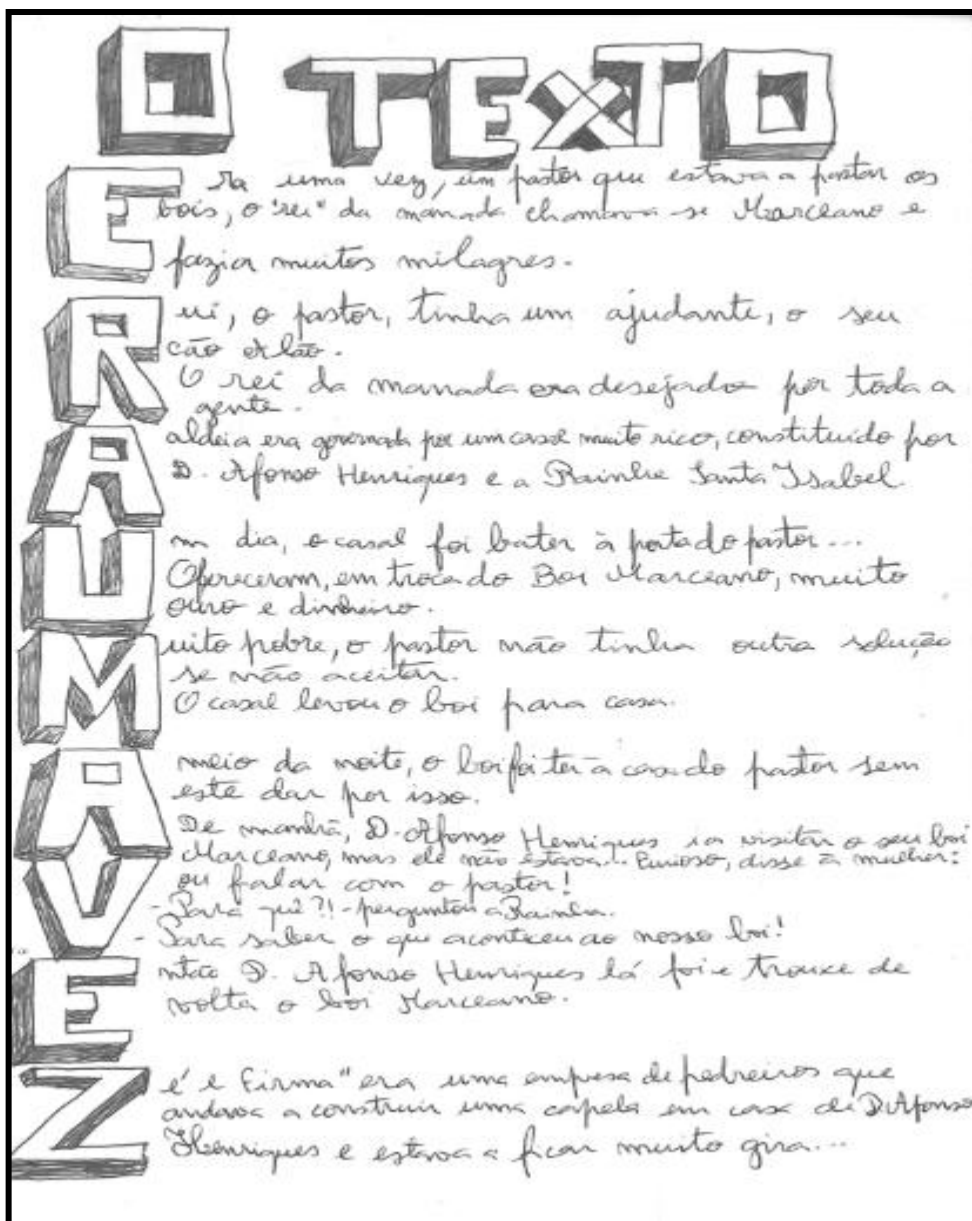 O TEXTO
Era uma vez, um pastor que estava a pastar os
bois, o "rei" da manada chamava-se Marceano e
fazia muitos milagres.
Rui, o pastor, tinha um ajudante, o seu
cão Alão.
O rei da manada era desejado por toda a
gente.
A aldeia era governada por um casal muito rico, constituído por
D. Afonso Henriques e a Rainha Santa Isabel.
Um dia, o casal foi bater à porta do pastor...
Ofereceram, em troca do Boi Marceano, muito
ouro e dinheiro.
Muito pobre, o pastor não tinha outra solução
se não aceitar.
O casal levou o boi para casa.
A meio da noite, o boi foi ter à casa do pastor sem
este dar por isso.
De manhã, D. Afonso Henriques ia visitar o seu boi
Marceano, mas ele não estava... Curioso, disse à mulher:
Vou falar com o pastor!
- Para quê?! - perguntou a Rainha.
- Para saber o que aconteceu ao nosso boi!
Então D. Afonso Henriques lá foi e trouxe de
volta o boi Marceano.
Zé e Firma" era uma empresa de pedreiros que
andava a construir uma capela em casa de D. Afonso
Henriques e estava a ficar muito gira...